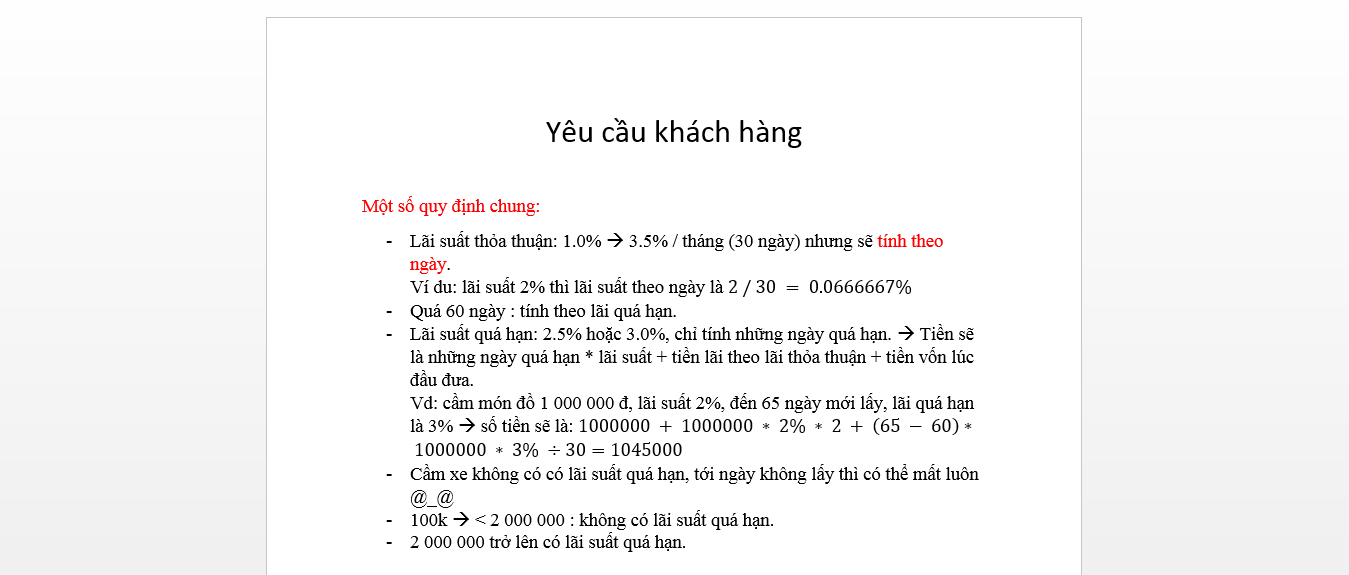 Yêu cầu khách hàng
Một số quy định chung:
- Lãi suất thỏa thuận: 1.0% → 3.5% / tháng (30 ngày) nhưng sẽ tính theo
ngày.
Ví du: lãi suất 2% thì lãi suất theo ngày là 2 / 30 = 0.0666667%
- Quá 60 ngày : tính theo lãi quá hạn.
- Lãi suất quá hạn: 2.5% hoặc 3.0%, chỉ tính những ngày quá hạn. → Tiền sẽ
là những ngày quá hạn * lãi suất + tiền lãi theo lãi thỏa thuận + tiền vốn lúc
đầu đưa.
Vd: cầm món đồ 1 000 000 đ, lãi suất 2%, đến 65 ngày mới lấy, lãi quá hạn
là 3% → số tiền sẽ là: 1000000 + 1000000 * 2% * 2 + (65 − 60) *
1000000 * 3% ÷ 30 = 1045000
- Cầm xe không có có lãi suất quá hạn, tới ngày không lấy thì có thể mất luôn
@_@
- 100k → < 2 000 000 : không có lãi suất quá hạn.
- 2 000 000 trở lên có lãi suất quá hạn.